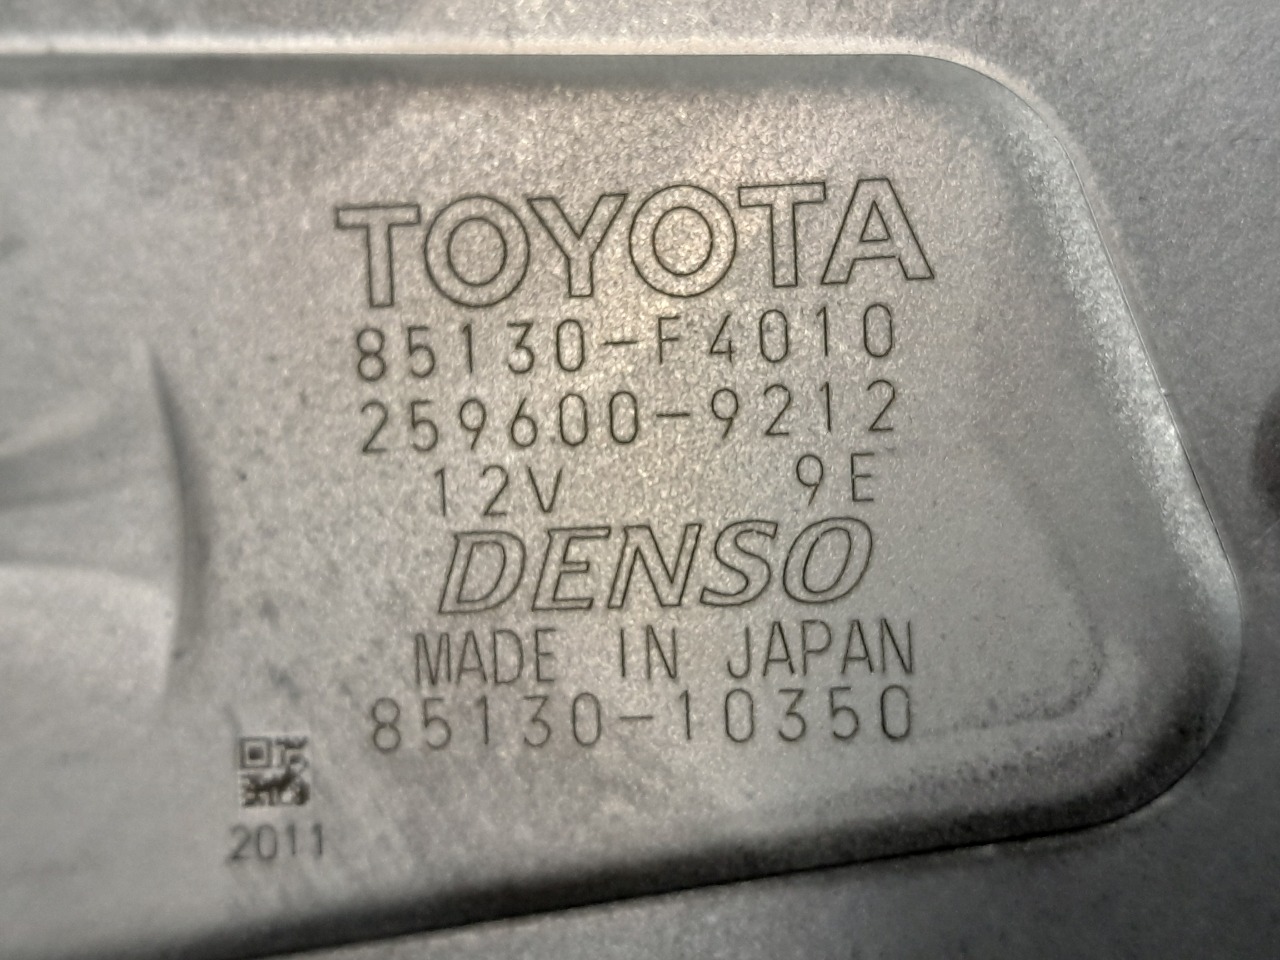 TOYOTA
85130-F4010
259600-9212
12V 9E
DENSO
MADE IN JAPAN
85130-10350
2011